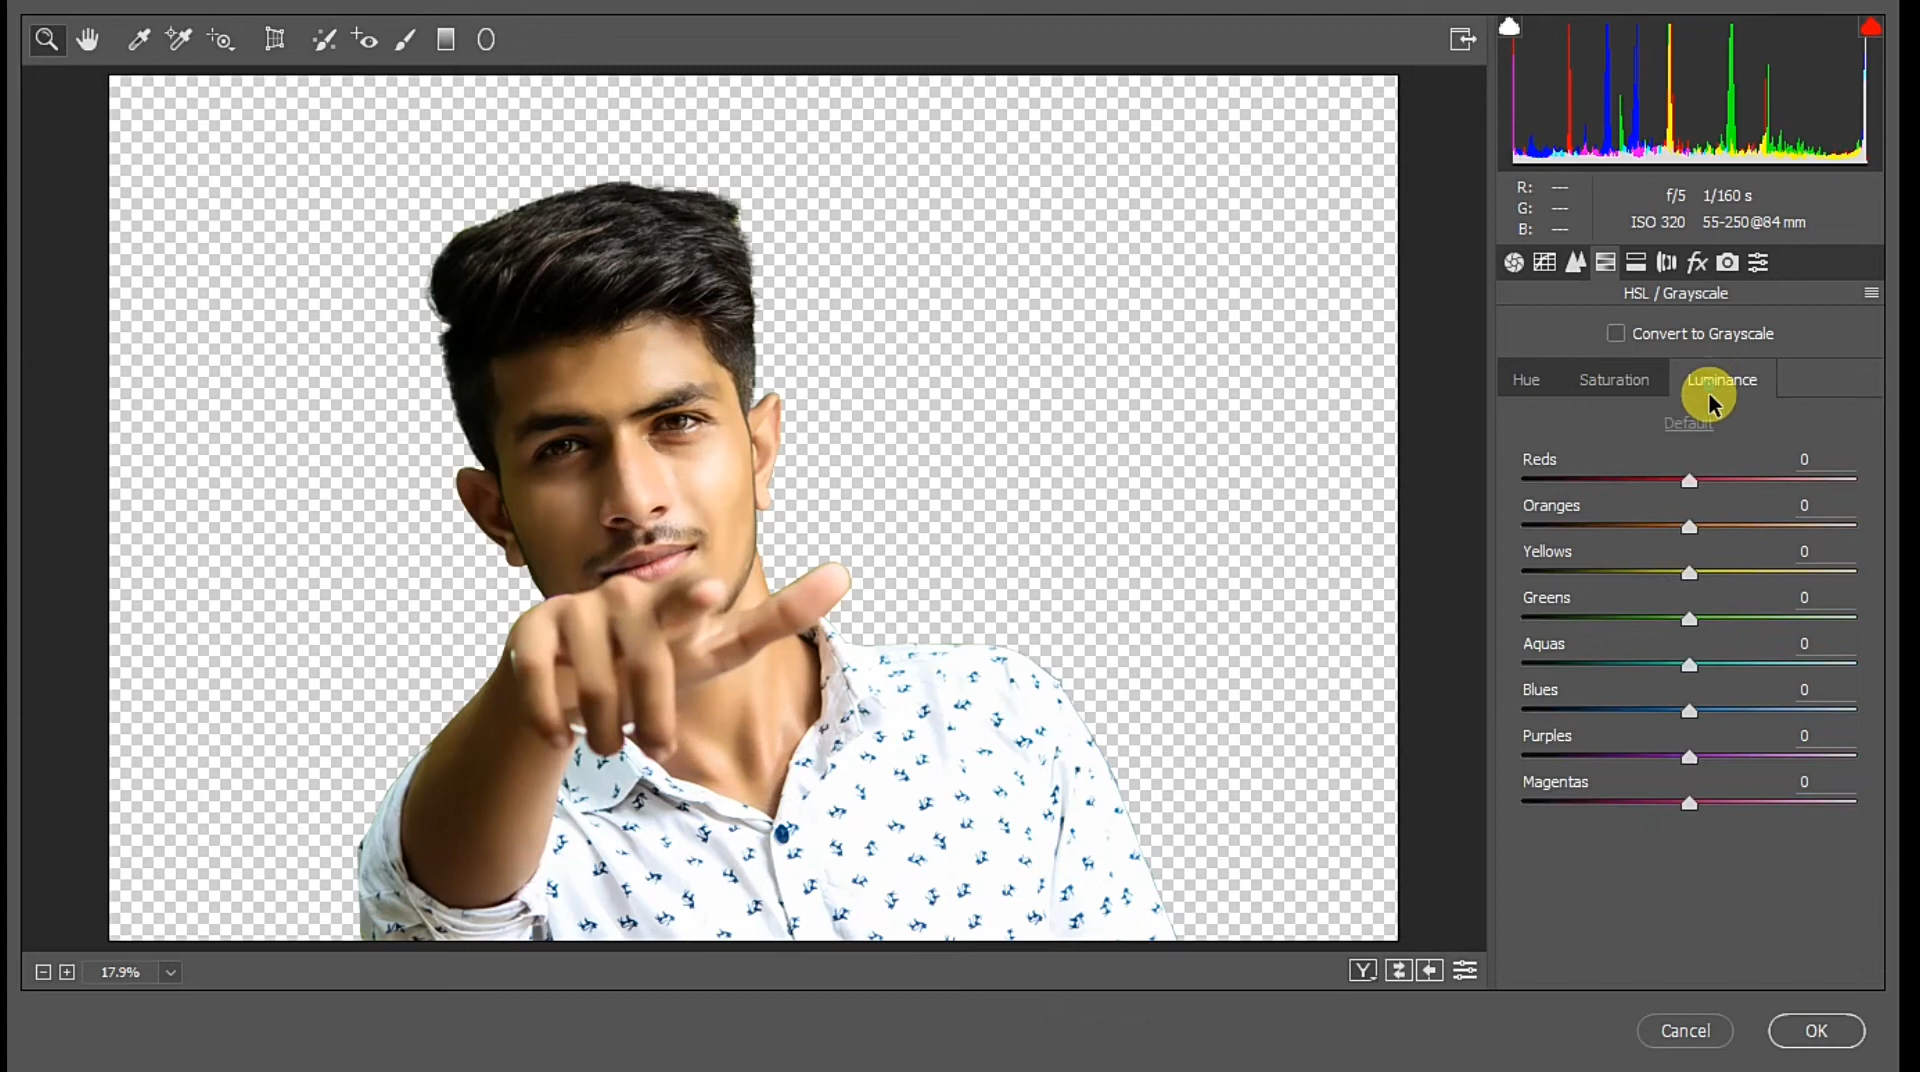 R: ---
G: ---
B: ---
f/5 1/160 s
ISO 320 55-250@84 mm
fx
HSL / Grayscale
Convert to Grayscale
Hue Saturation Luminance
Default
Reds 0
Oranges 0
Yellows 0
Greens 0
Aquas 0
Blues 0
Purples 0
Magentas 0
17.9%
Y
Cancel OK